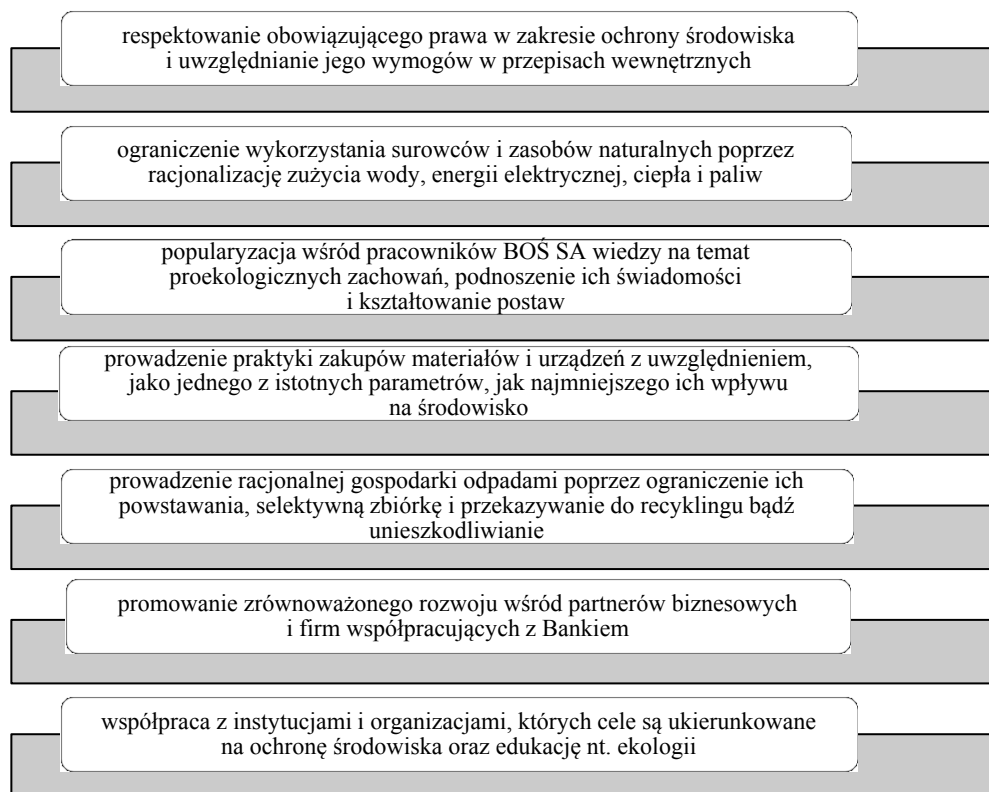 respektowanie obowiązującego prawa w zakresie ochrony środowiska
i uwzględnianie jego wymogów w przepisach wewnętrznych
ograniczenie wykorzystania surowców i zasobów naturalnych poprzez
racjonalizację zużycia wody, energii elektrycznej, ciepła i paliw
popularyzacja wśród pracowników BOŚ SA wiedzy na temat
proekologicznych zachowań, podnoszenie ich świadomości
i kształtowanie postaw
prowadzenie praktyki zakupów materiałów i urządzeń z uwzględnieniem,
jako jednego z istotnych parametrów, jak najmniejszego ich wpływu
na środowisko
prowadzenie racjonalnej gospodarki odpadami poprzez ograniczenie ich
powstawania, selektywną zbiórkę i przekazywanie do recyklingu bądź
unieszkodliwianie
promowanie zrównoważonego rozwoju wśród partnerów biznesowych
i firm współpracujących z Bankiem
współpraca z instytucjami i organizacjami, których cele są ukierunkowane
na ochronę środowiska oraz edukację nt. ekologii